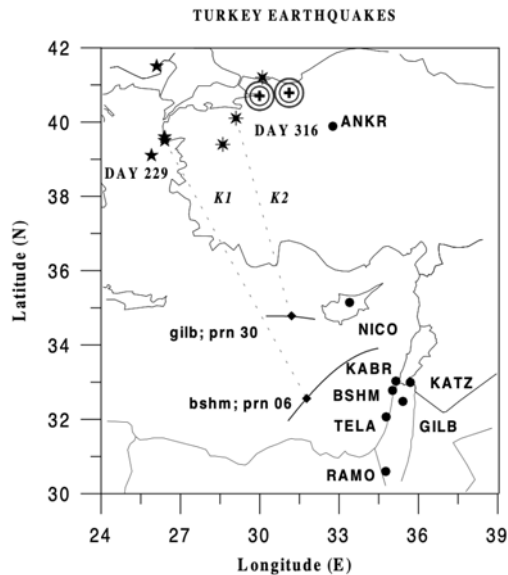 TURKEY EARTHQUAKES
42
40
38
36
34
32
30
Latitude (N)
ANKR
DAY 316
DAY 229
K1 K2
NICO
gilb; prn 30
KABR
KATZ
BSHM
bshm; prn 06
TELA
GILB
RAMO
24 27 30 33 36 39
Longitude (E)